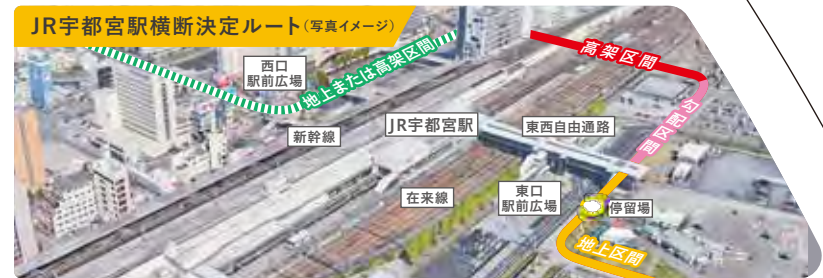 JR宇都宮駅横断決定ルート(写真イメージ)
西口
駅前広場
地上または高架区間
高架区間
新幹線
JR宇都宮駅
東西自由通路
勾配区間
在来線
東口
駅前広場
停留場
地上区間